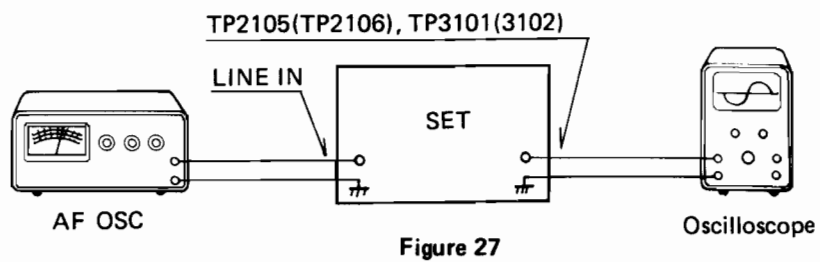 TP2105(TP2106), TP3101(3102)
LINE IN
SET
AF OSC
Oscilloscope
Figure 27